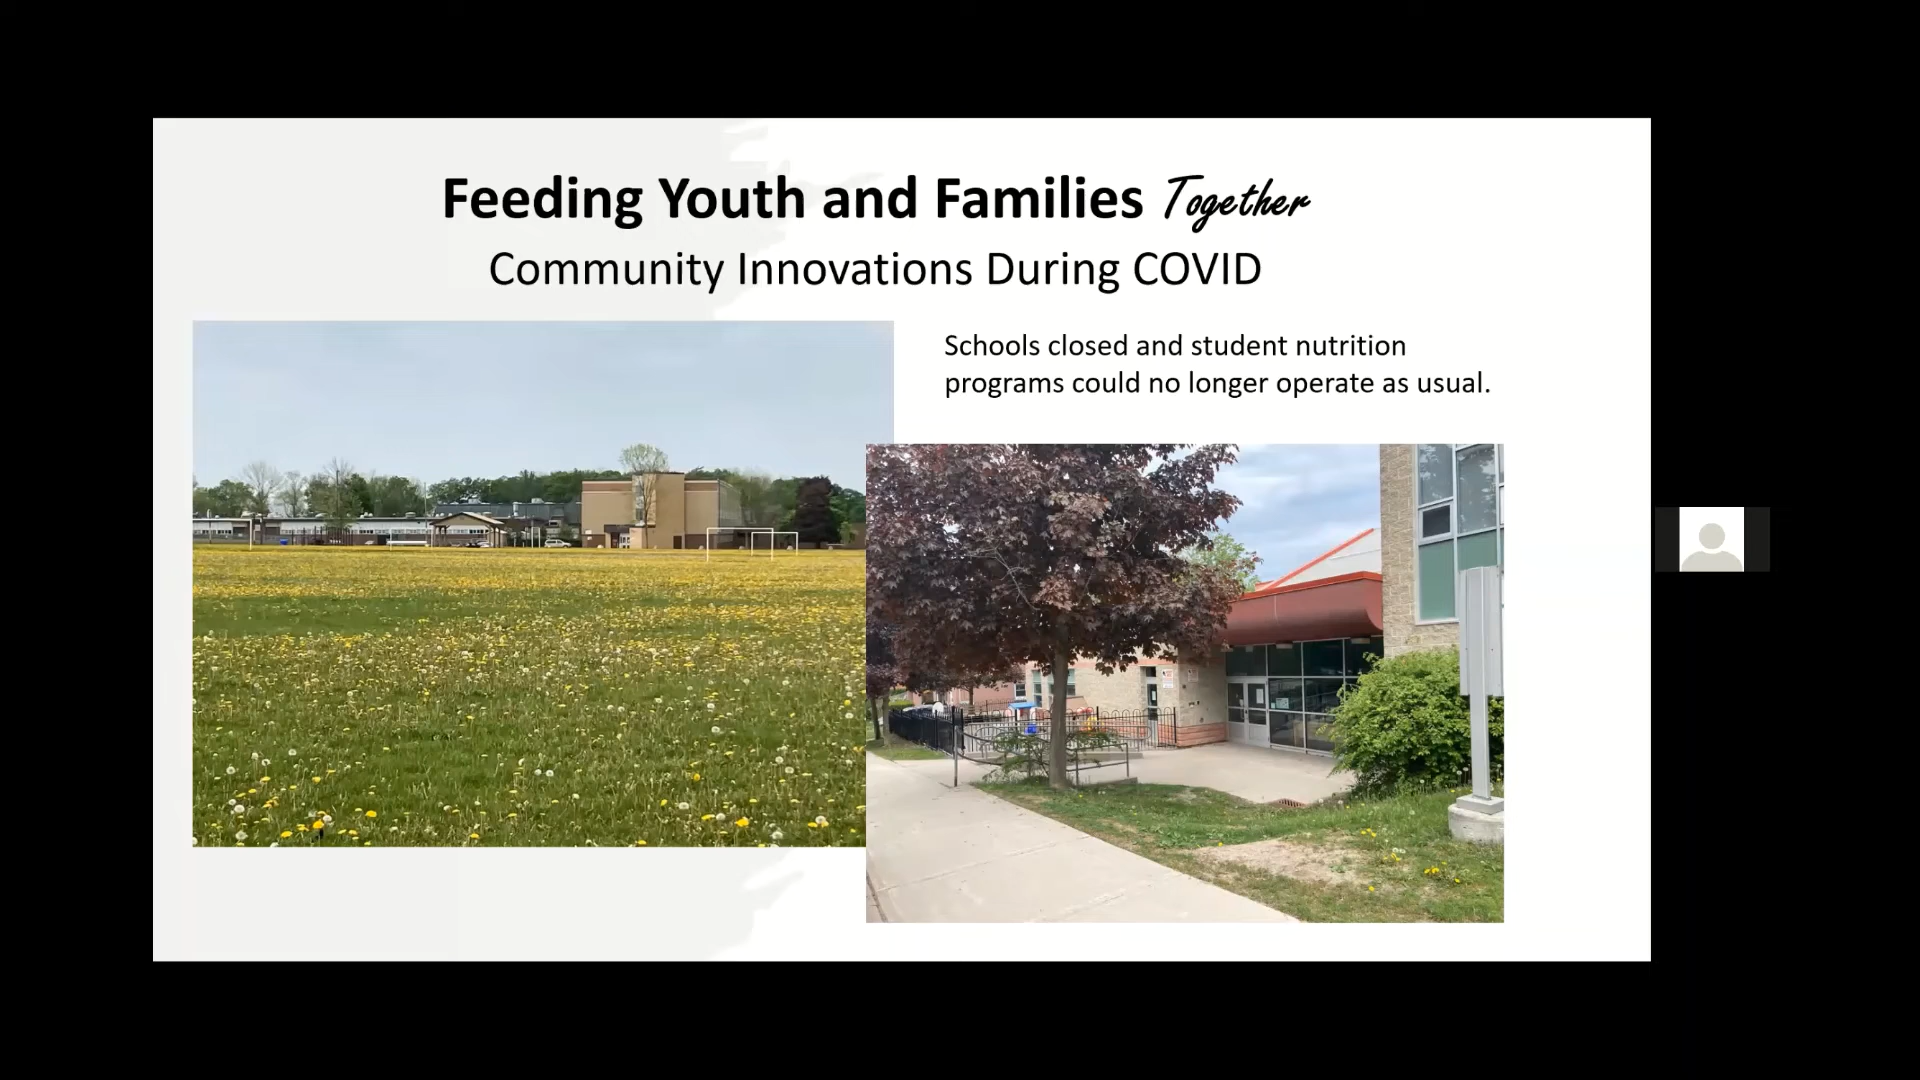 Feeding Youth and Families Together
Community Innovations During COVID
Schools closed and student nutrition
programs could no longer operate as usual.